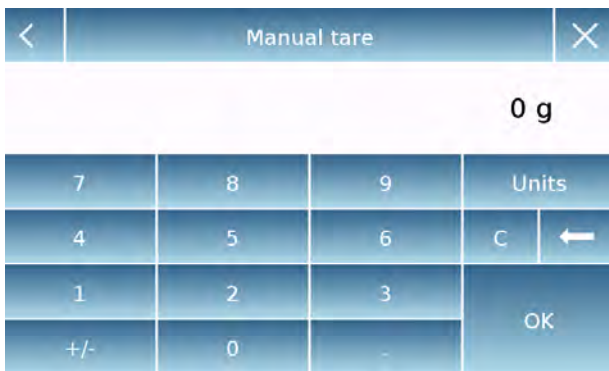 Manual tare
0 g
7 8 9 Units
4 5 6 C
1 2 3
OK
+/- 0 .